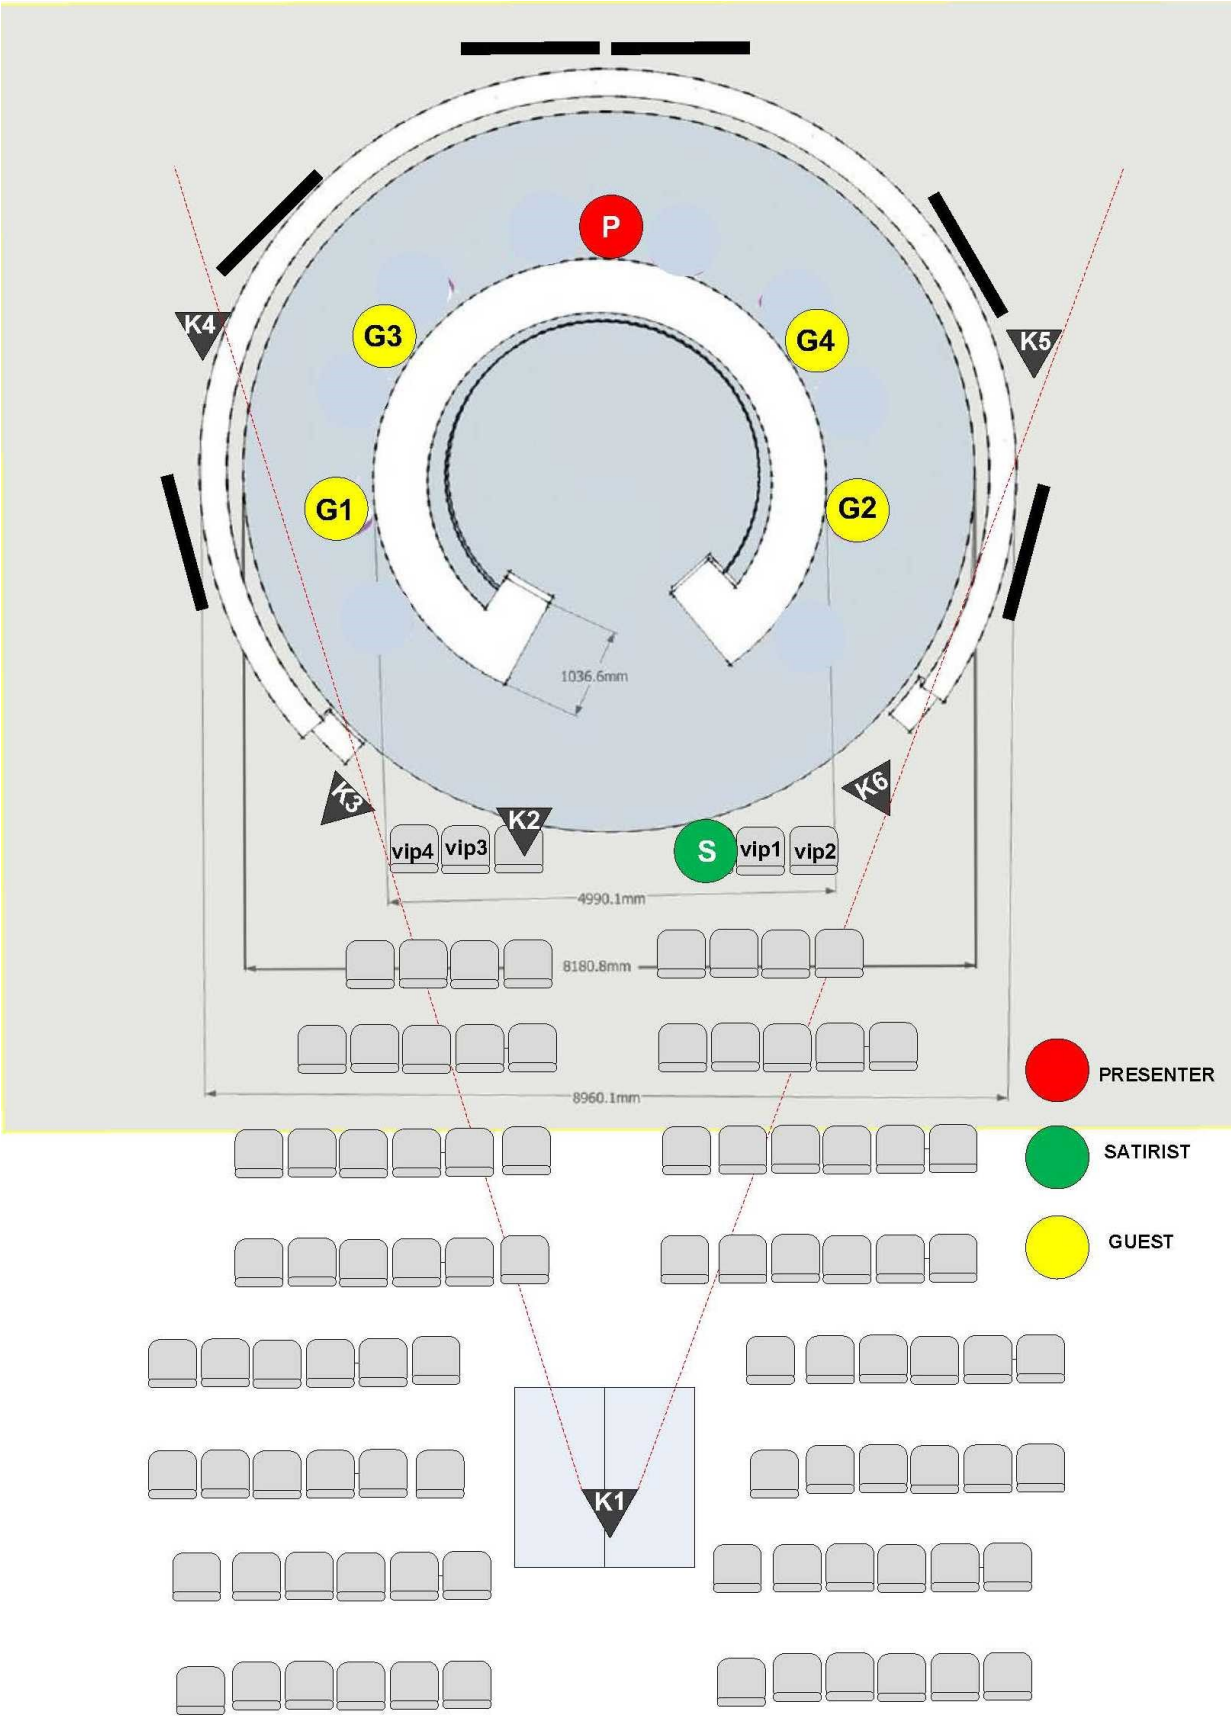 P
G3
G4
K4
K5
G1
G2
1036.6mm
K3
K6
K2
vip4
vip3
S
vip1
vip2
4990.1mm
8180.8mm
PRESENTER
8960.1mm
SATIRIST
GUEST
K1